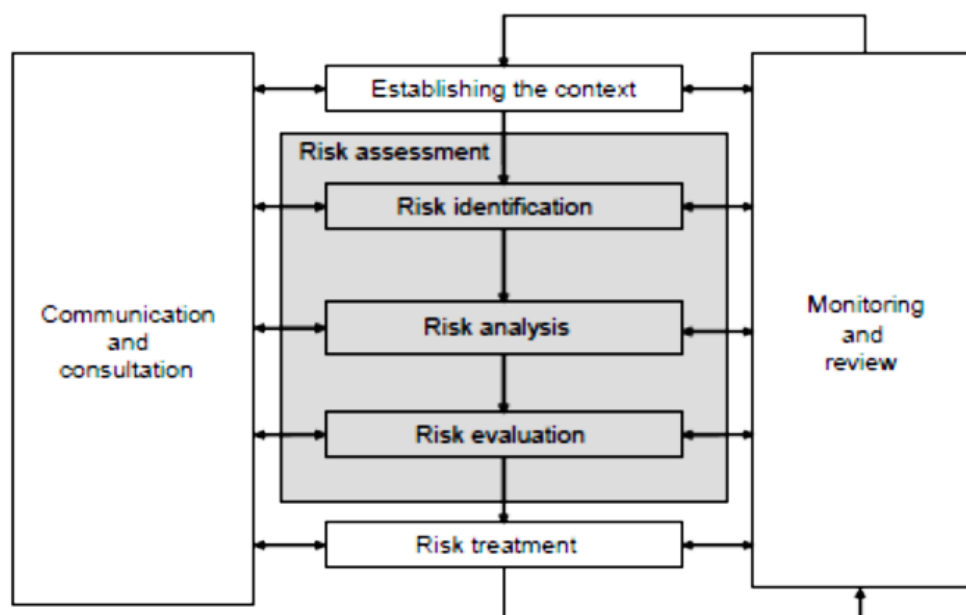 Establishing the context
Risk assessment
Risk identification
Risk analysis
Risk evaluation
Risk treatment
Communication
and
consultation
Monitoring
and
review